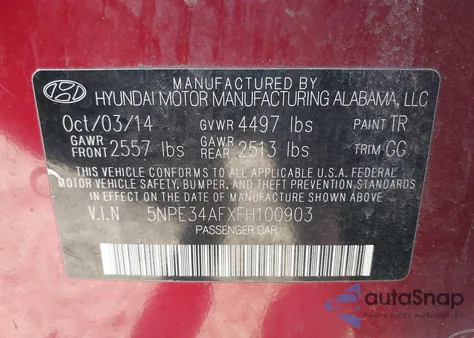 MANUFACTURED BY
HYUNDAI MOTOR MANUFACTURING ALABAMA, LLC
Oct/03/14 GVWR 4497 lbs PAINT TR
GAWR FRONT 2557 lbs GAWR REAR 2513 lbs TRIM GG
THIS VEHICLE CONFORMS TO ALL APPLICABLE U.S. FEDERAL
MOTOR VEHICLE SAFETY, BUMPER, AND THEFT PREVENTION STANDARDS
IN EFFECT ON THE DATE OF MANUFACTURE SHOWN ABOVE.
V.I.N 5NPE34AFXFH100903
PASSENGER CAR
autoSnap